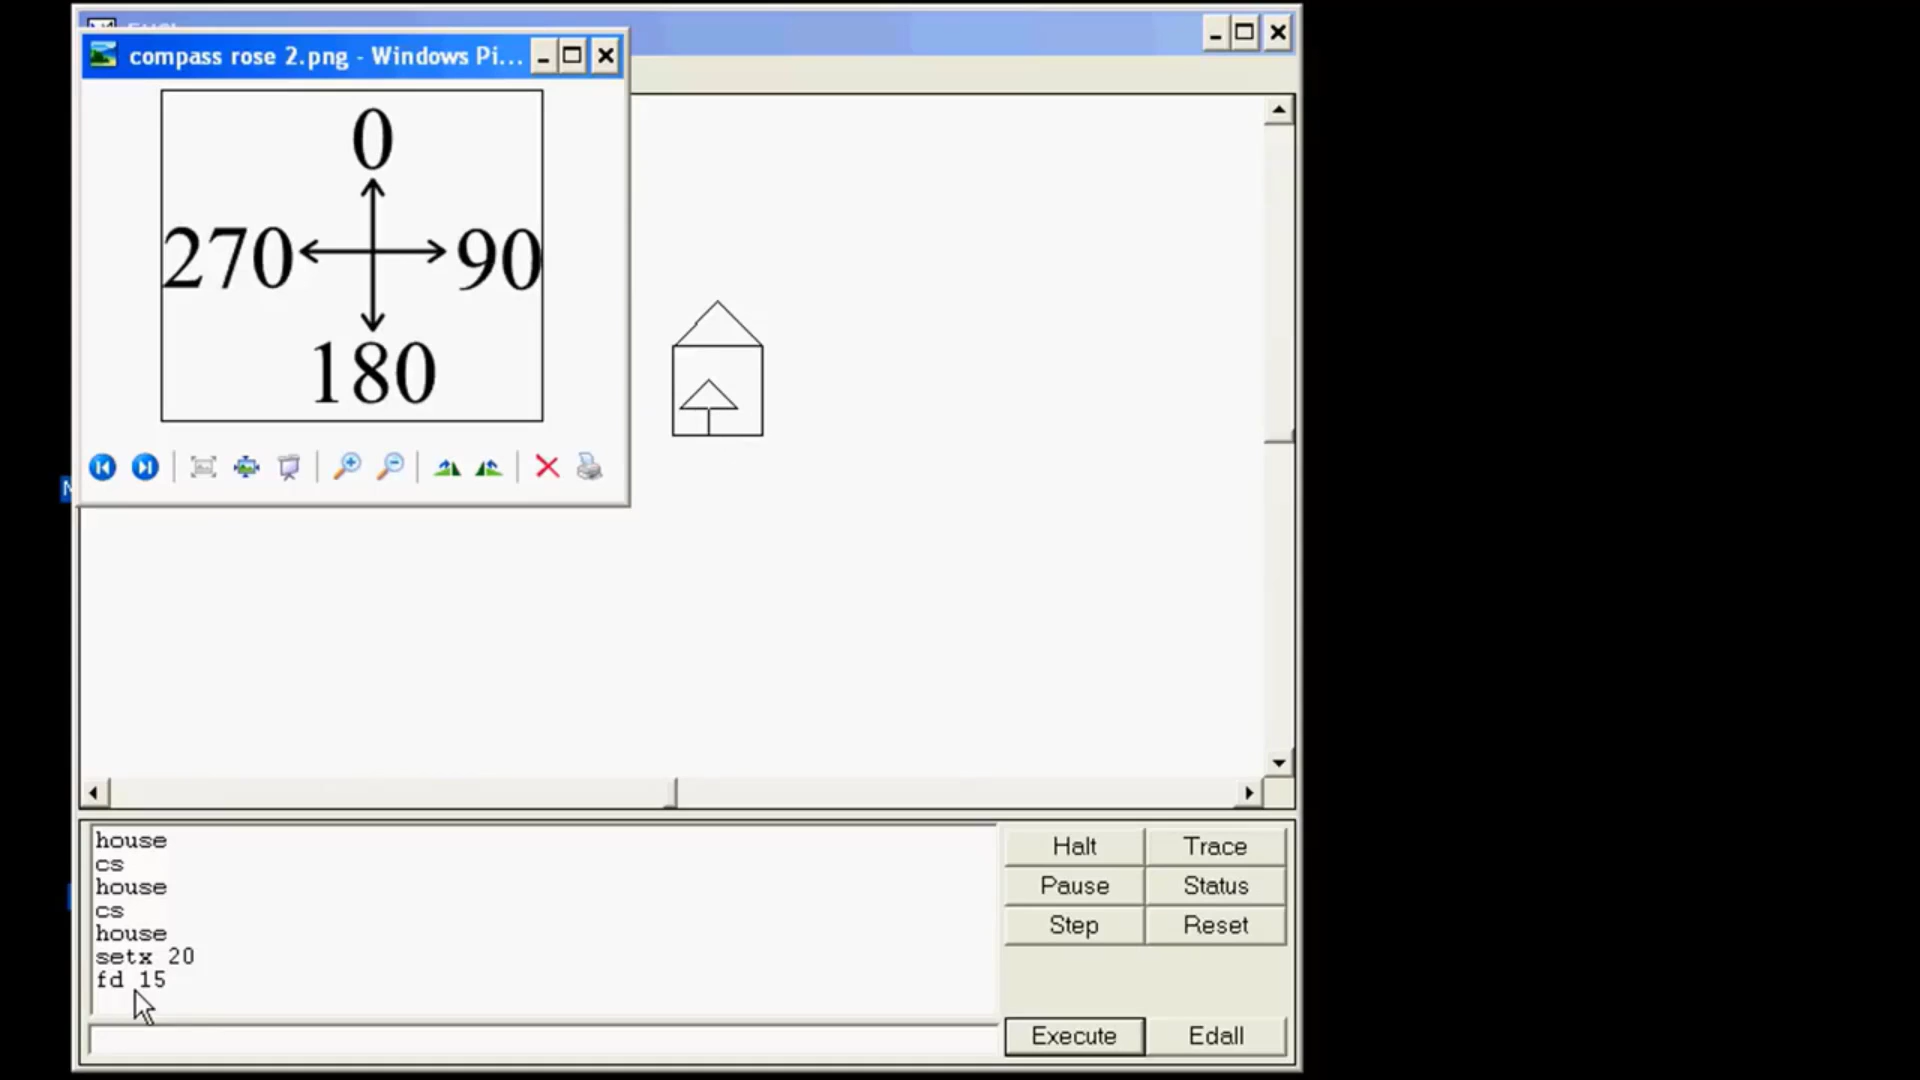 compass rose 2.png - Windows Pi...
0
270
90
180
house
cs
house
cs
house
setx 20
fd 15
Halt
Trace
Pause
Status
Step
Reset
Execute
Edall